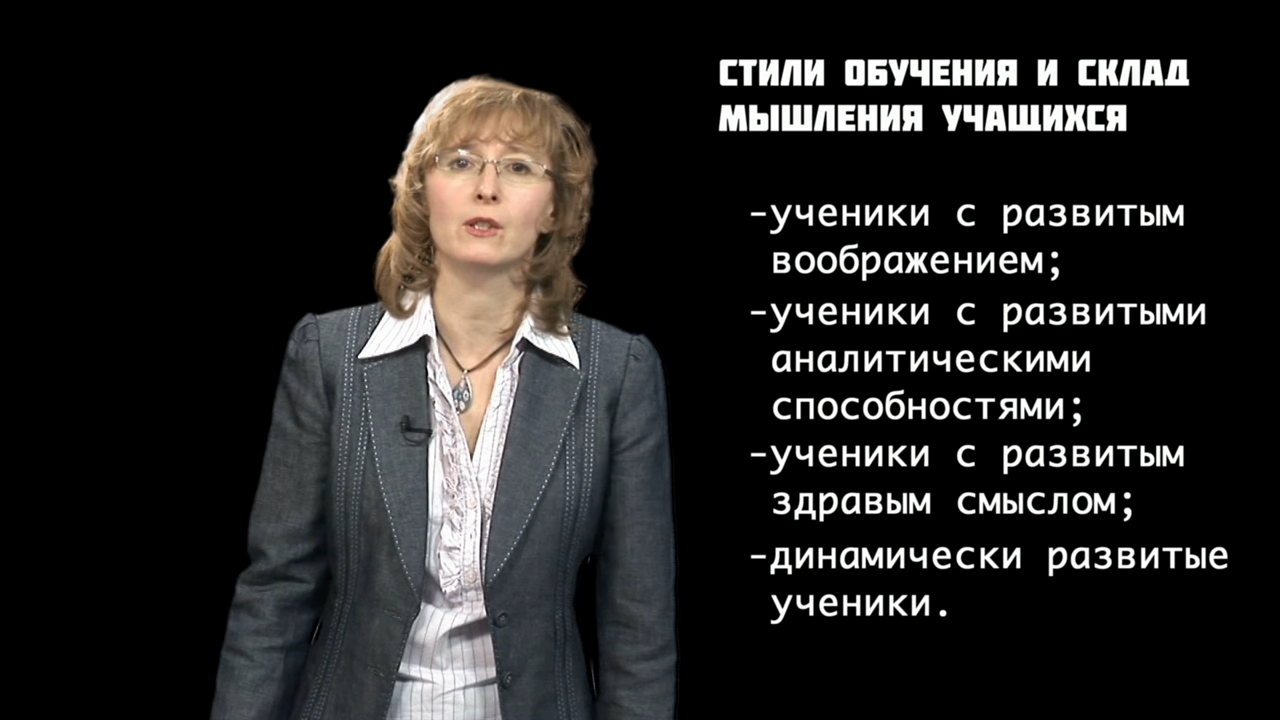 СТИЛИ ОБУЧЕНИЯ И СКЛАД
МЫШЛЕНИЯ УЧАЩИХСЯ
-ученики с развитым
воображением;
-ученики с развитыми
аналитическими
способностями;
-ученики с развитым
здравым смыслом;
-динамически развитые
ученики.